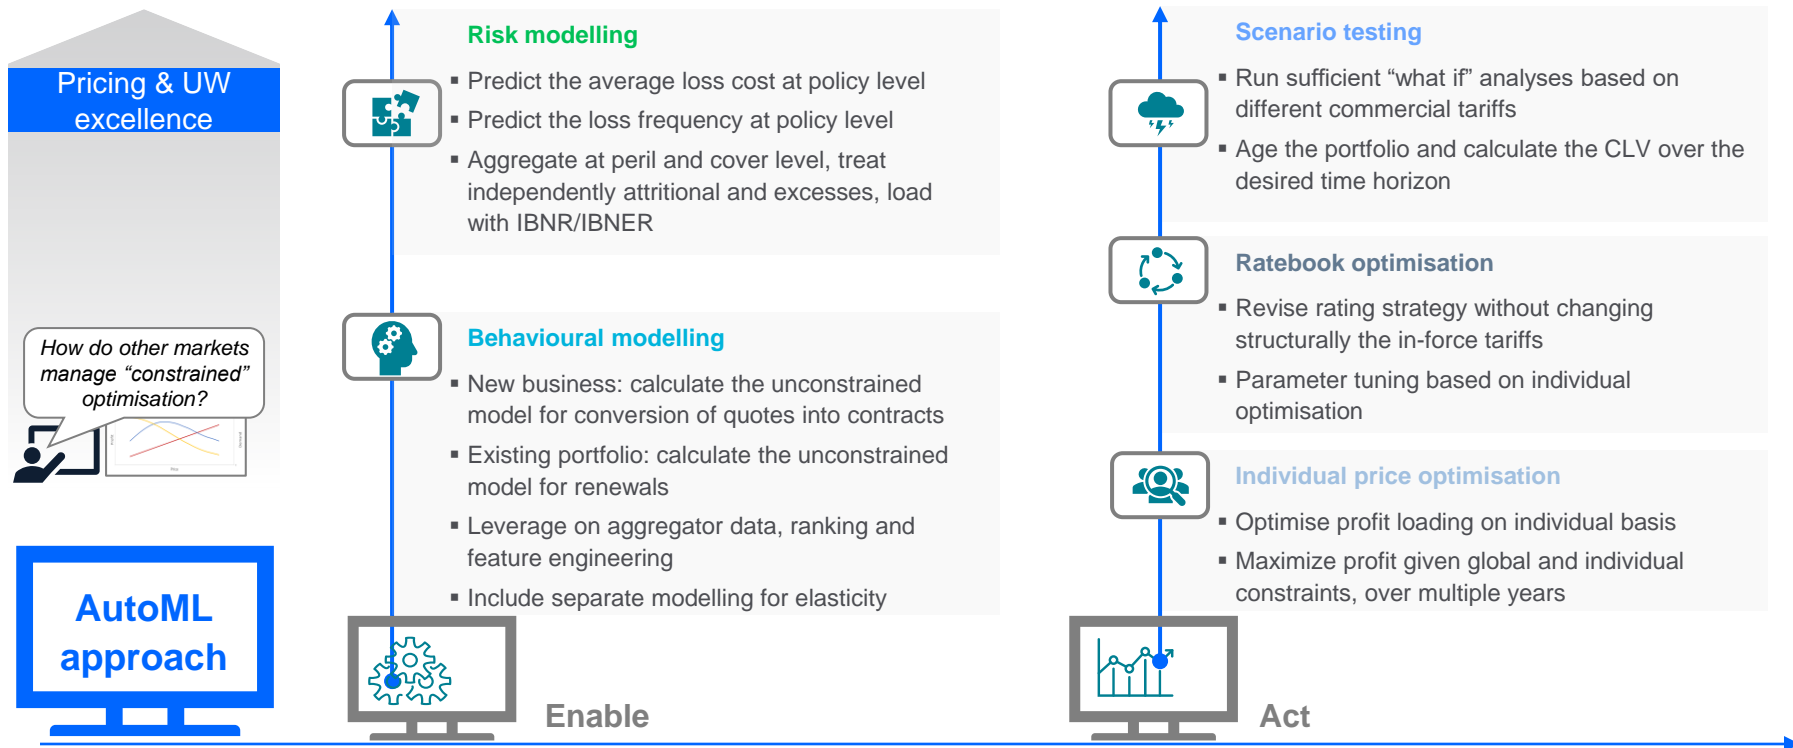 Pricing & UW
excellence
How do other markets
manage “constrained”
optimisation?
AutoML
approach
Risk modelling
▪ Predict the average loss cost at policy level
▪ Predict the loss frequency at policy level
▪ Aggregate at peril and cover level, treat
independently attritional and excesses, load
with IBNR/IBNER
Behavioural modelling
▪ New business: calculate the unconstrained
model for conversion of quotes into contracts
▪ Existing portfolio: calculate the unconstrained
model for renewals
▪ Leverage on aggregator data, ranking and
feature engineering
▪ Include separate modelling for elasticity
Enable
Scenario testing
▪ Run sufficient “what if” analyses based on
different commercial tariffs
▪ Age the portfolio and calculate the CLV over the
desired time horizon
Ratebook optimisation
▪ Revise rating strategy without changing
structurally the in-force tariffs
▪ Parameter tuning based on individual
optimisation
Individual price optimisation
▪ Optimise profit loading on individual basis
▪ Maximize profit given global and individual
constraints, over multiple years
Act